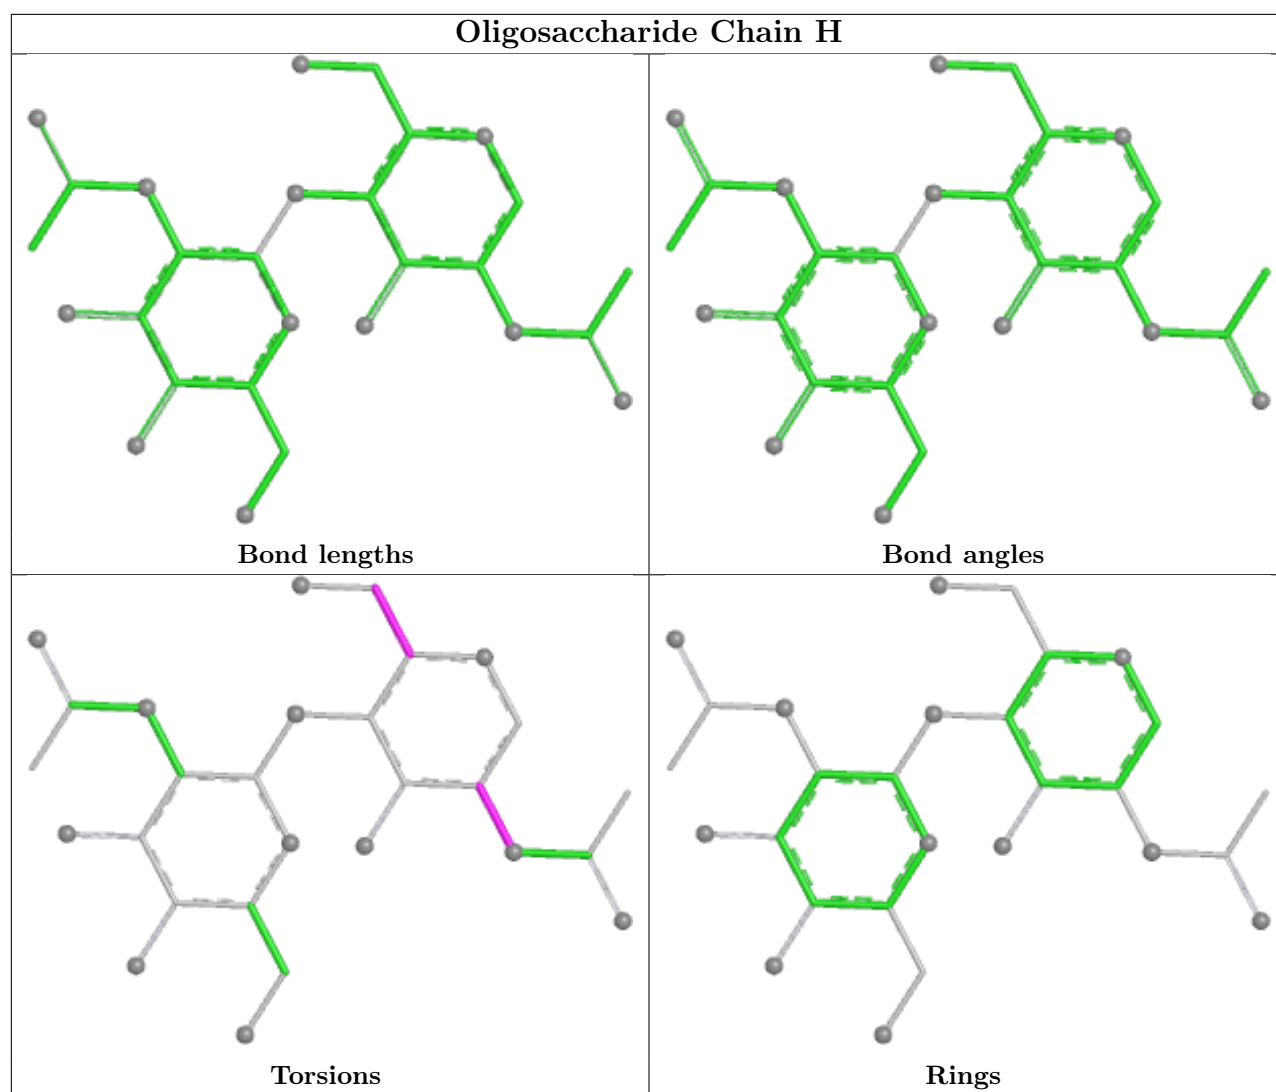 Oligosaccharide Chain H
Bond lengths
Bond angles
Torsions
Rings